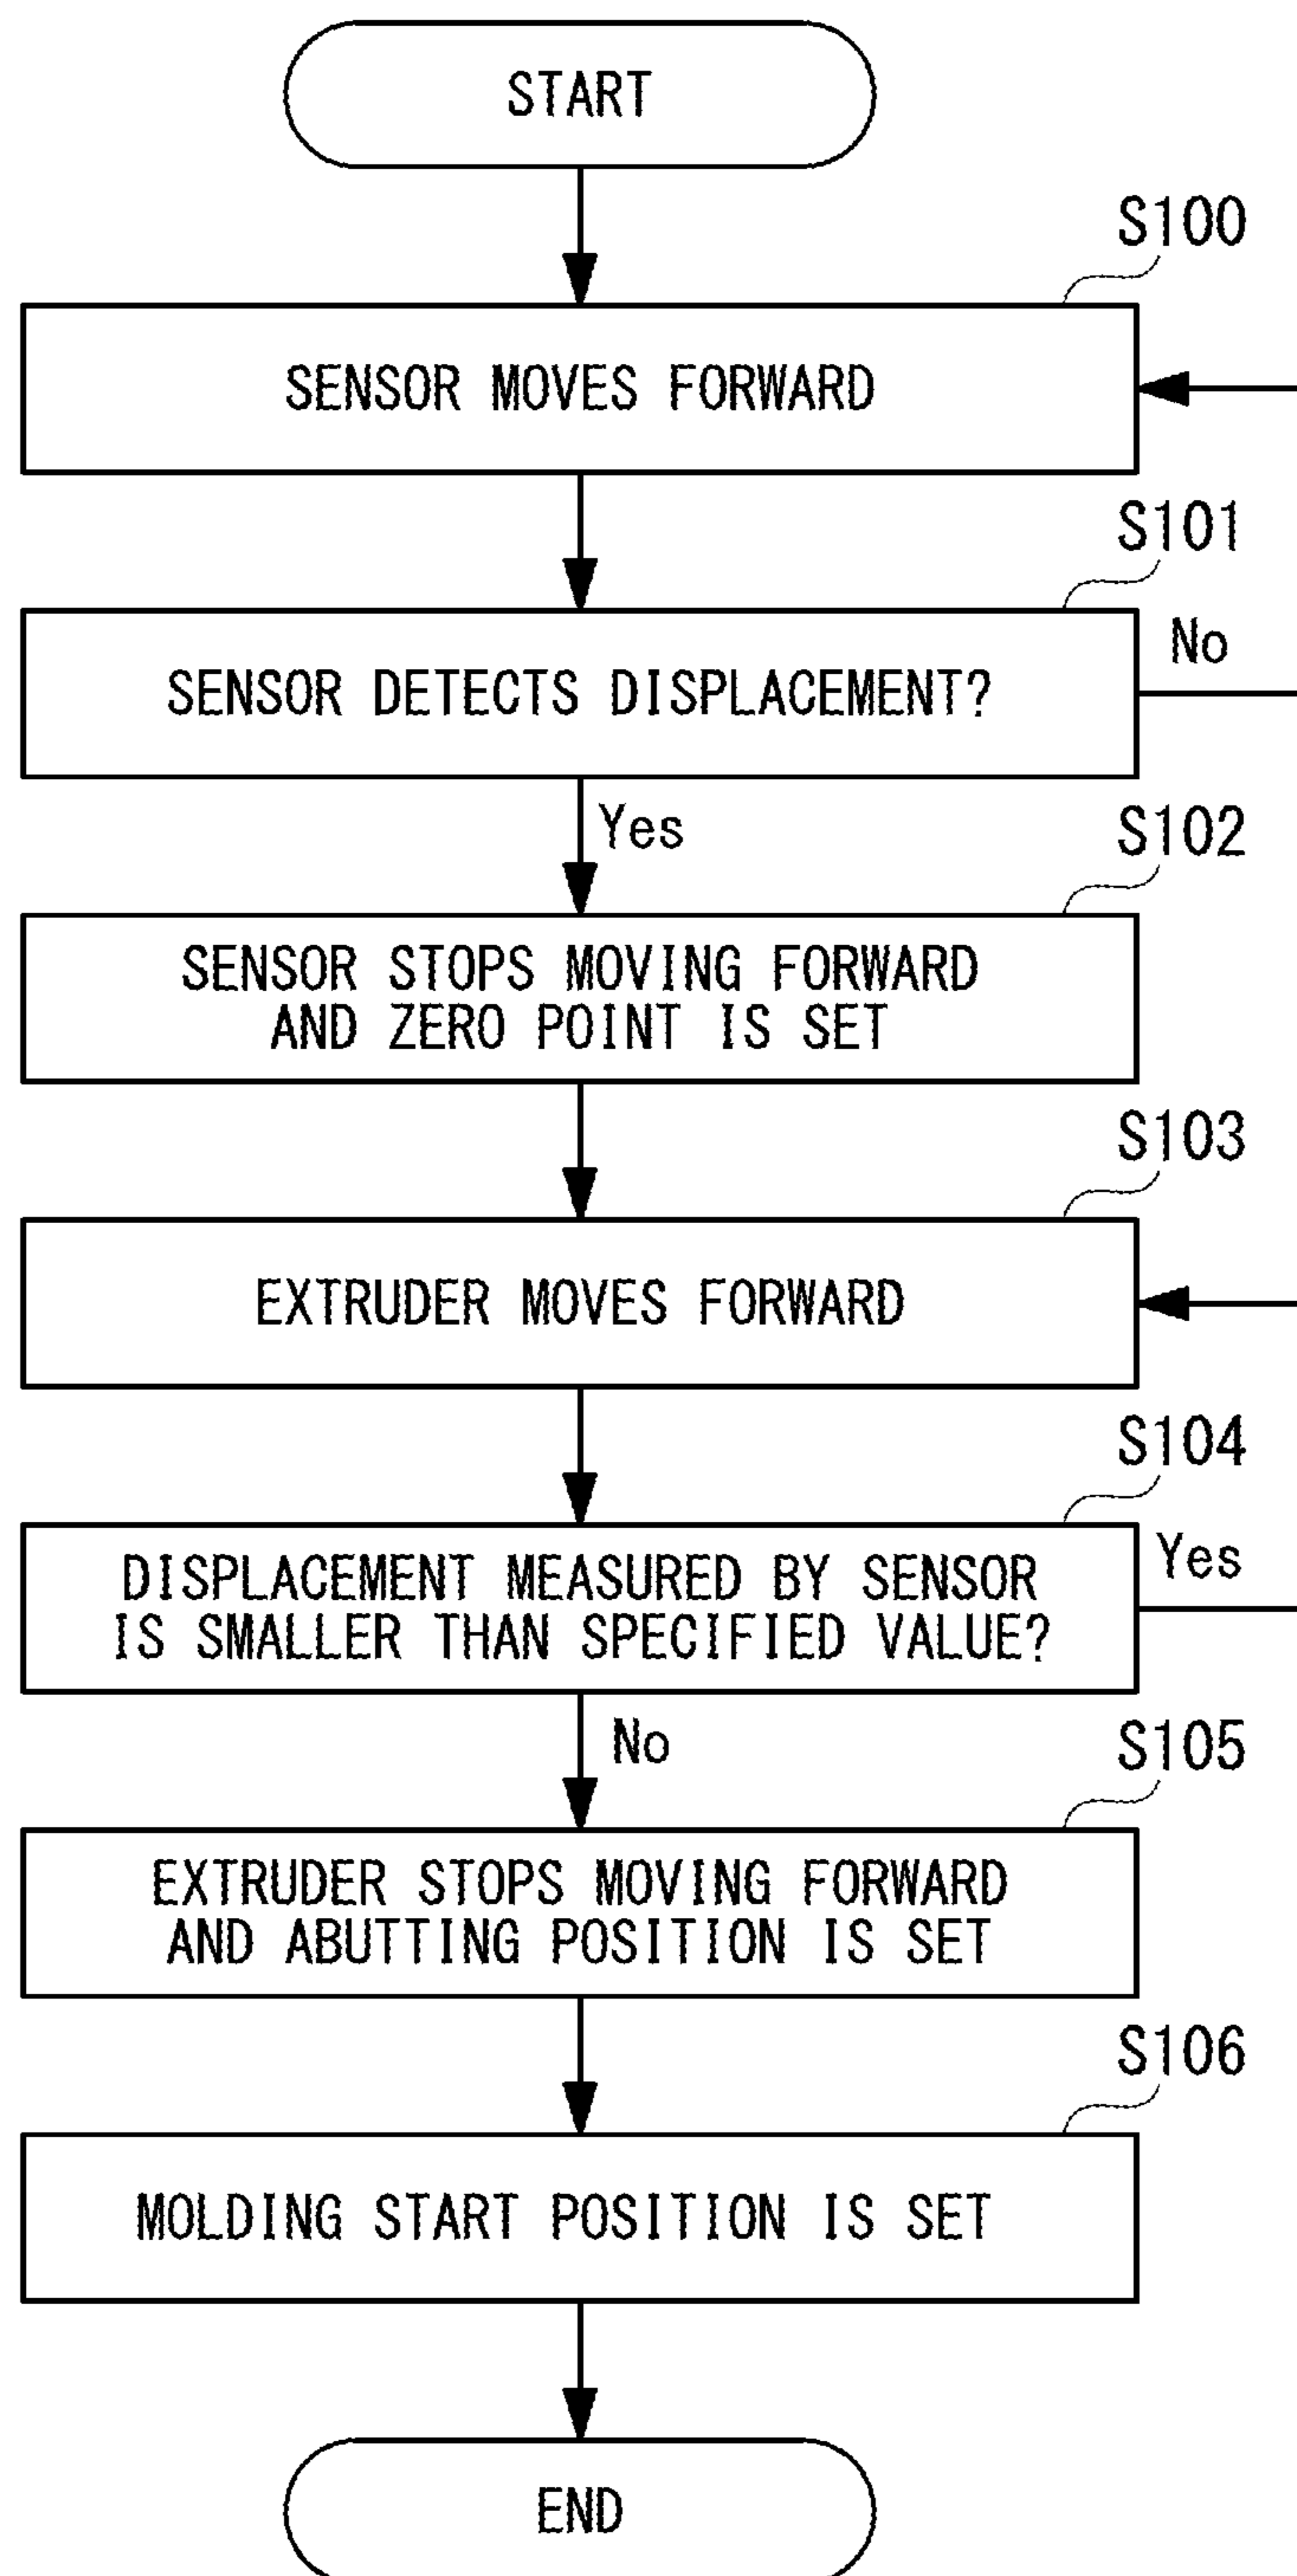 START
S100
SENSOR MOVES FORWARD
S101
SENSOR DETECTS DISPLACEMENT?
No
Yes
S102
SENSOR STOPS MOVING FORWARD
AND ZERO POINT IS SET
S103
EXTRUDER MOVES FORWARD
S104
DISPLACEMENT MEASURED BY SENSOR
IS SMALLER THAN SPECIFIED VALUE?
Yes
No
S105
EXTRUDER STOPS MOVING FORWARD
AND ABUTTING POSITION IS SET
S106
MOLDING START POSITION IS SET
END